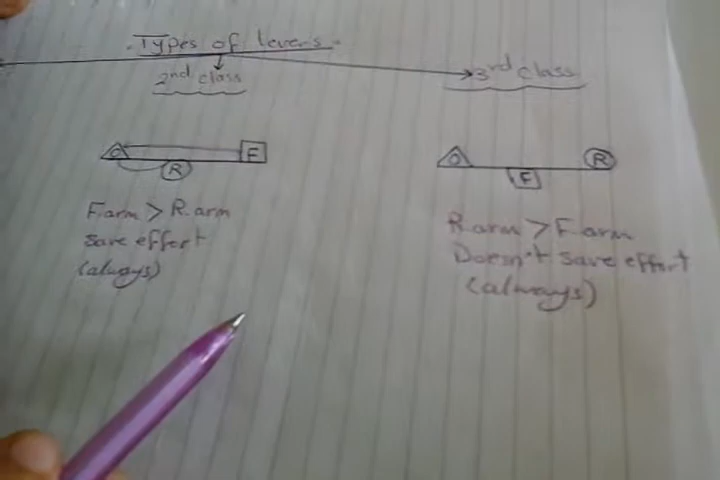 Types of levers
2nd class
3rd class
O
F
R
O
R
F
F.arm > R.arm
save effort
(always)
R.arm > F.arm
Doesn't save effort
(always)